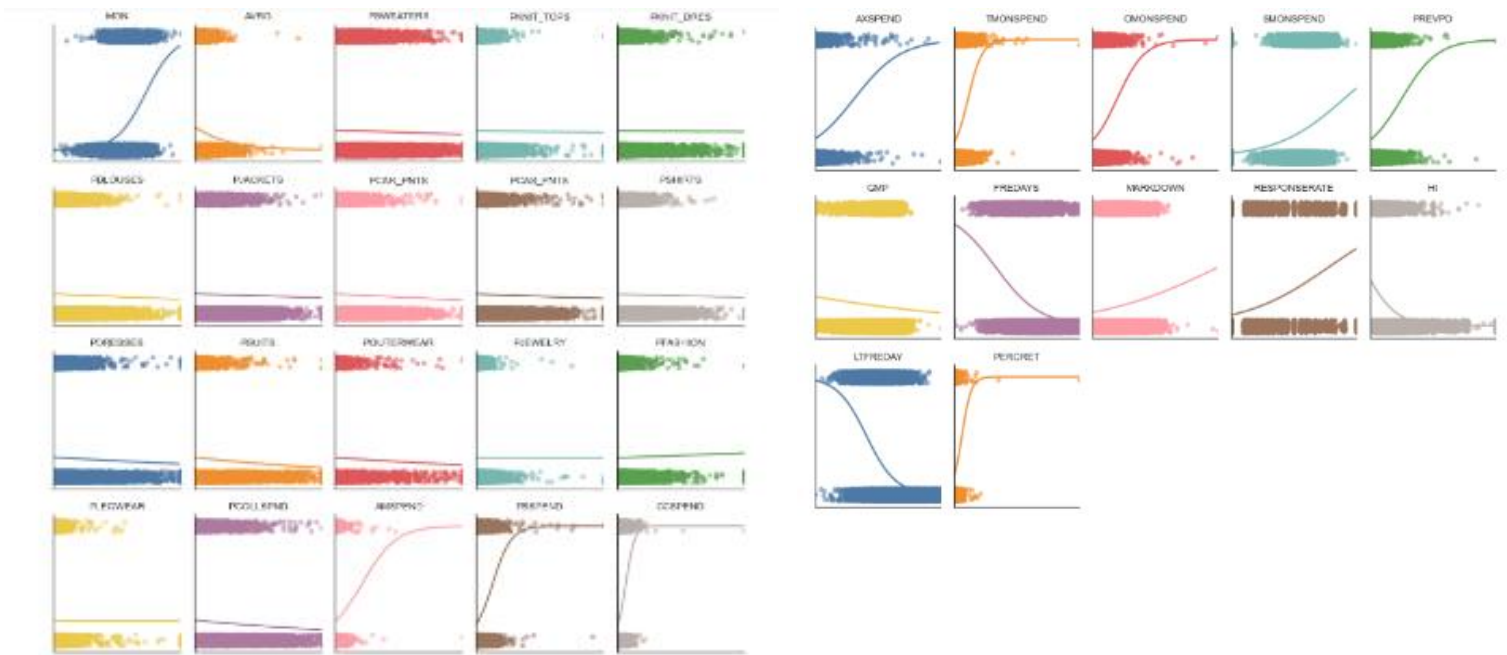 MON AVRG PSWEATERS PKNIT_TOPS PKNIT_DRES
PBLOUSES PJACKETS PCAR_PNTS PCAS_PNTS PSHIRTS
PDRESSES PSUITS POUTERWEAR PJEWELRY PFASHION
PLEGWEAR PCOLLSPND AMSPEND PSSPEND CCSPEND
AXSPEND TMONSPEND OMONSPEND SMONSPEND PREVPD
GMP FREDAYS MARKDOWN RESPONSERATE HI
LTFREDAY PERCRET